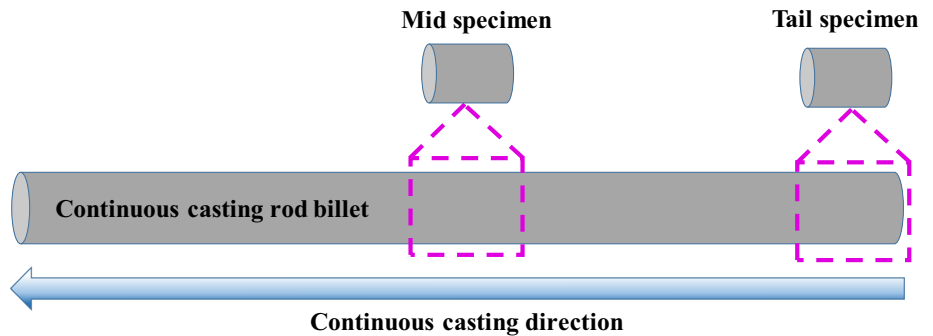 Mid specimen
Tail specimen
Continuous casting rod billet
Continuous casting direction